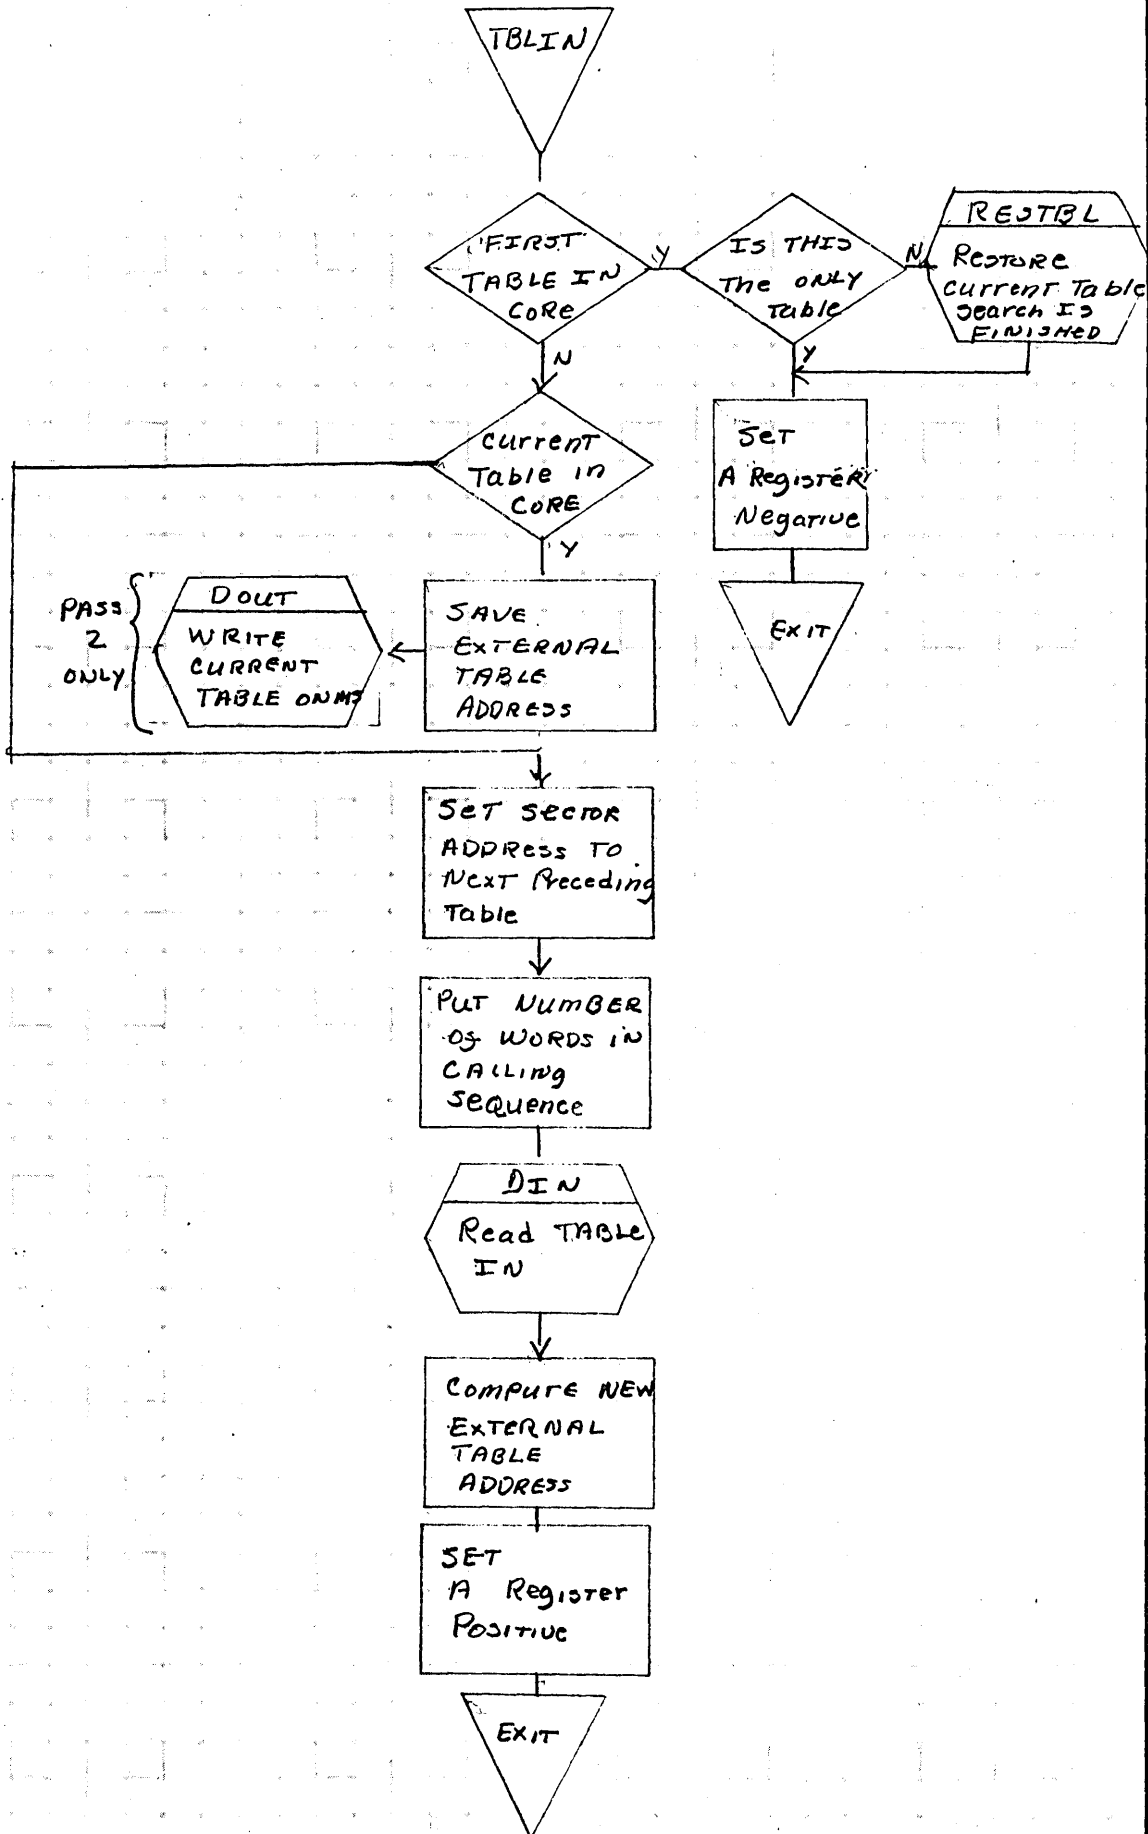 TBLIN
FIRST
TABLE IN
CORE
Y
IS THIS
The ONLY
Table
N
RESTBL
RESTORE
Current Table
Search IS
FINISHED
N
Y
Current
Table in
CORE
Y
SET
A REGISTER
Negative
EXIT
PASS
2
ONLY
DOUT
WRITE
CURRENT
TABLE ON MS
SAVE
EXTERNAL
TABLE
ADDRESS
SET SECTOR
ADDRESS TO
NEXT Preceding
Table
PUT NUMBER
OF WORDS IN
CALLING
SEQUENCE
DIN
Read TABLE
IN
COMPUTE NEW
EXTERNAL
TABLE
ADDRESS
SET
A Register
POSITIVE
EXIT